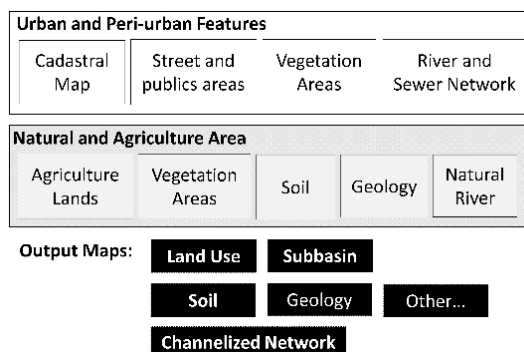 Urban and Peri-urban Features
Cadastral
Map
Street and
publics areas
Vegetation
Areas
River and
Sewer Network
Natural and Agriculture Area
Agriculture
Lands
Vegetation
Areas
Soil
Geology
Natural
River
Output Maps:
Land Use
Subbasin
Soil
Geology
Other...
Channelized Network